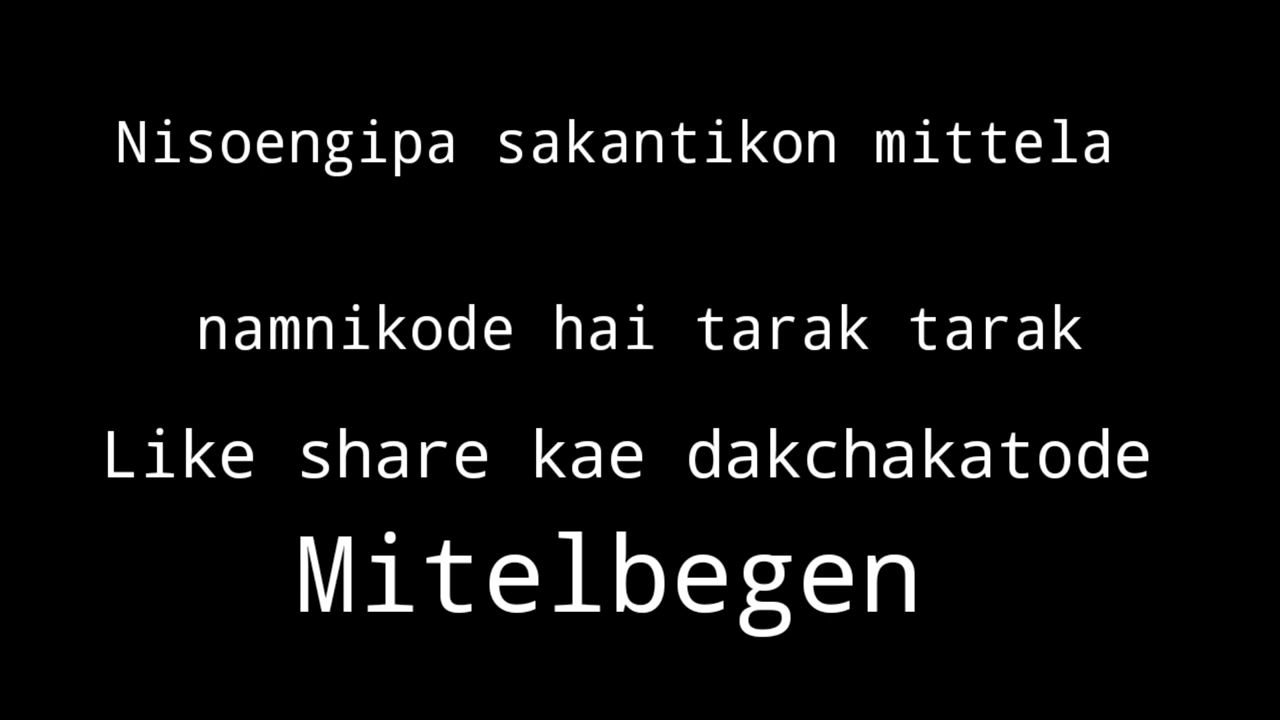 Nisoengipa sakantikon mittela
namnikode hai tarak tarak
Like share kae dakchakatode
Mitelbegen